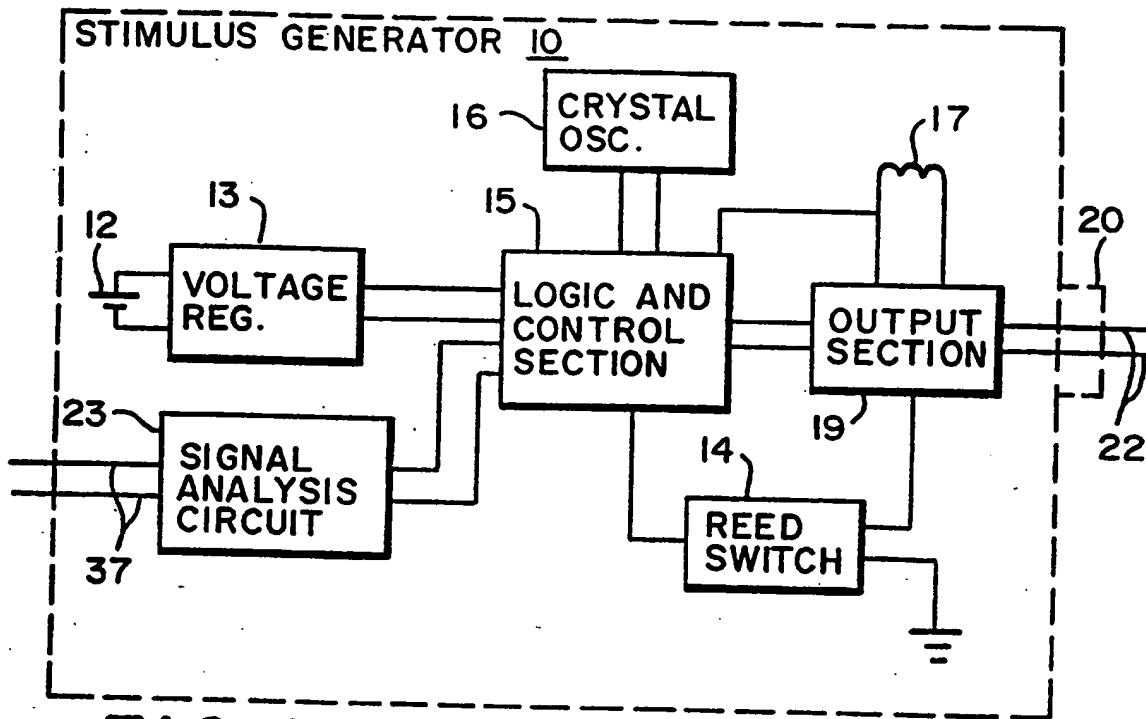 STIMULUS GENERATOR 10
CRYSTAL
OSC.
16
17
13
15
12
20
VOLTAGE
REG.
LOGIC AND
CONTROL
SECTION
OUTPUT
SECTION
23
19
22
SIGNAL
ANALYSIS
CIRCUIT
14
REED
SWITCH
37